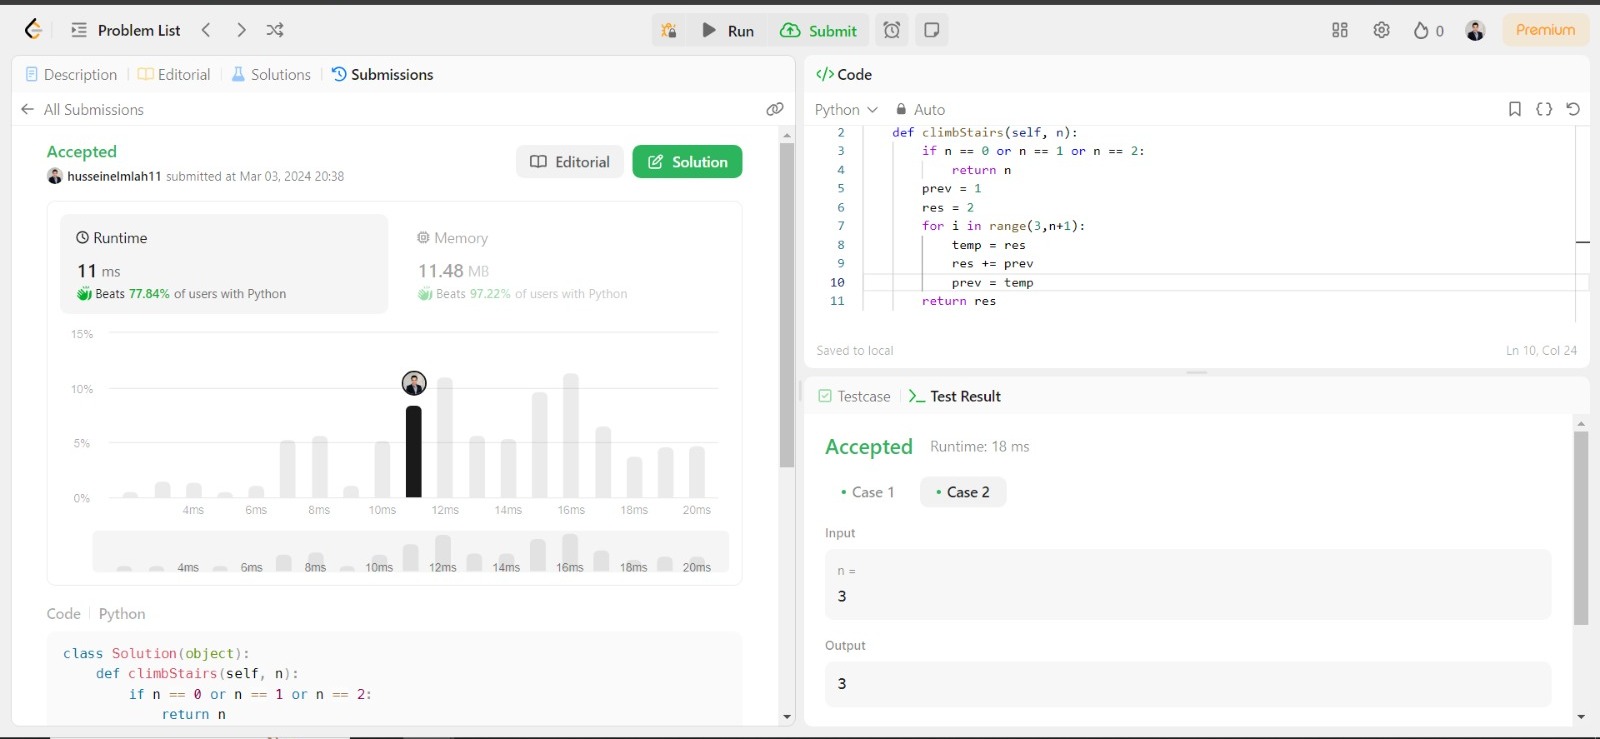 Problem List
Run
Submit
0
Premium
Description
Editorial
Solutions
Submissions
All Submissions
Accepted
husseinelmlah11 submitted at Mar 03, 2024 20:38
Editorial
Solution
Runtime
11 ms
Beats 77.84% of users with Python
Memory
11.48 MB
Beats 97.22% of users with Python
15%
10%
5%
0%
4ms 6ms 8ms 10ms 12ms 14ms 16ms 18ms 20ms
4ms 6ms 8ms 10ms 12ms 14ms 16ms 18ms 20ms
Code Python
class Solution(object):
def climbStairs(self, n):
if n == 0 or n == 1 or n == 2:
return n
</> Code
Python Auto
2 def climbStairs(self, n):
3 if n == 0 or n == 1 or n == 2:
4 return n
5 prev = 1
6 res = 2
7 for i in range(3,n+1):
8 temp = res
9 res += prev
10 prev = temp
11 return res
Saved to local
Ln 10, Col 24
Testcase
>_ Test Result
Accepted Runtime: 18 ms
• Case 1 • Case 2
Input
n =
3
Output
3